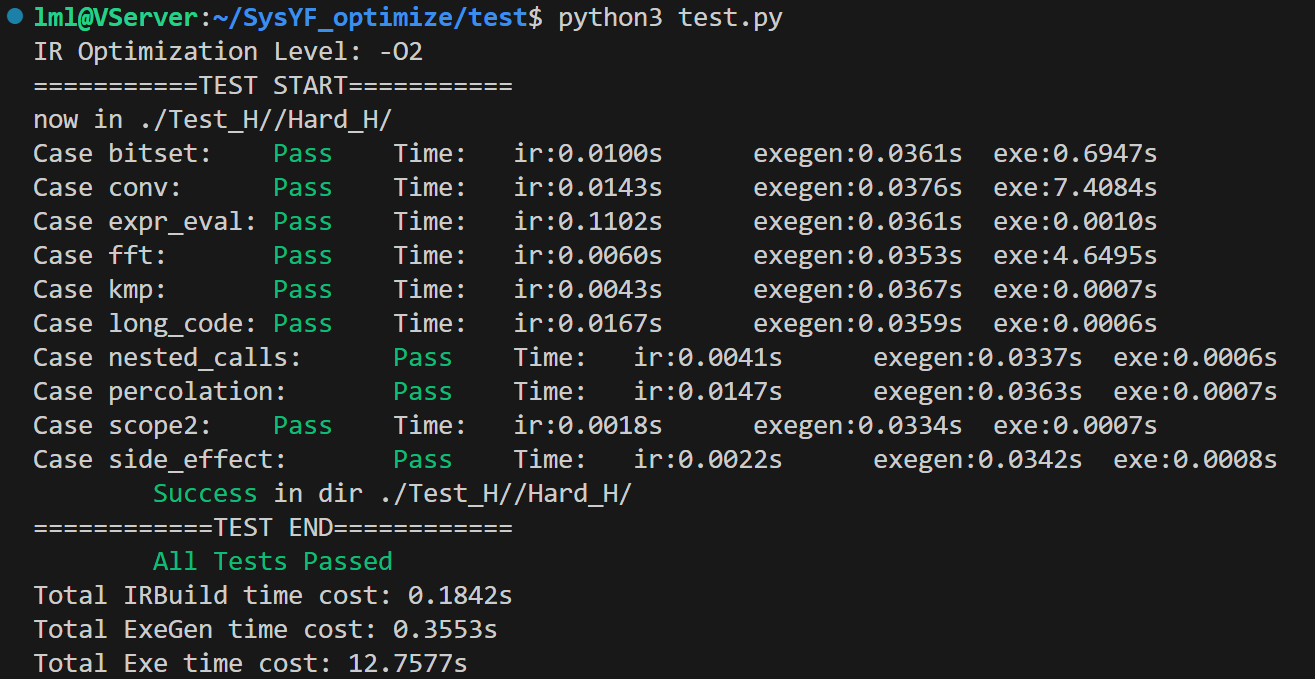 lml@VServer:~/SysYF_optimize/test$ python3 test.py
IR Optimization Level: -O2
===========TEST START===========
now in ./Test_H//Hard_H/
Case bitset:    Pass    Time:   ir:0.0100s      exegen:0.0361s  exe:0.6947s
Case conv:      Pass    Time:   ir:0.0143s      exegen:0.0376s  exe:7.4084s
Case expr_eval: Pass    Time:   ir:0.1102s      exegen:0.0361s  exe:0.0010s
Case fft:       Pass    Time:   ir:0.0060s      exegen:0.0353s  exe:4.6495s
Case kmp:       Pass    Time:   ir:0.0043s      exegen:0.0367s  exe:0.0007s
Case long_code: Pass    Time:   ir:0.0167s      exegen:0.0359s  exe:0.0006s
Case nested_calls:      Pass    Time:   ir:0.0041s      exegen:0.0337s  exe:0.0006s
Case percolation:       Pass    Time:   ir:0.0147s      exegen:0.0363s  exe:0.0007s
Case scope2:    Pass    Time:   ir:0.0018s      exegen:0.0334s  exe:0.0007s
Case side_effect:       Pass    Time:   ir:0.0022s      exegen:0.0342s  exe:0.0008s
        Success in dir ./Test_H//Hard_H/
============TEST END============
        All Tests Passed
Total IRBuild time cost: 0.1842s
Total ExeGen time cost: 0.3553s
Total Exe time cost: 12.7577s